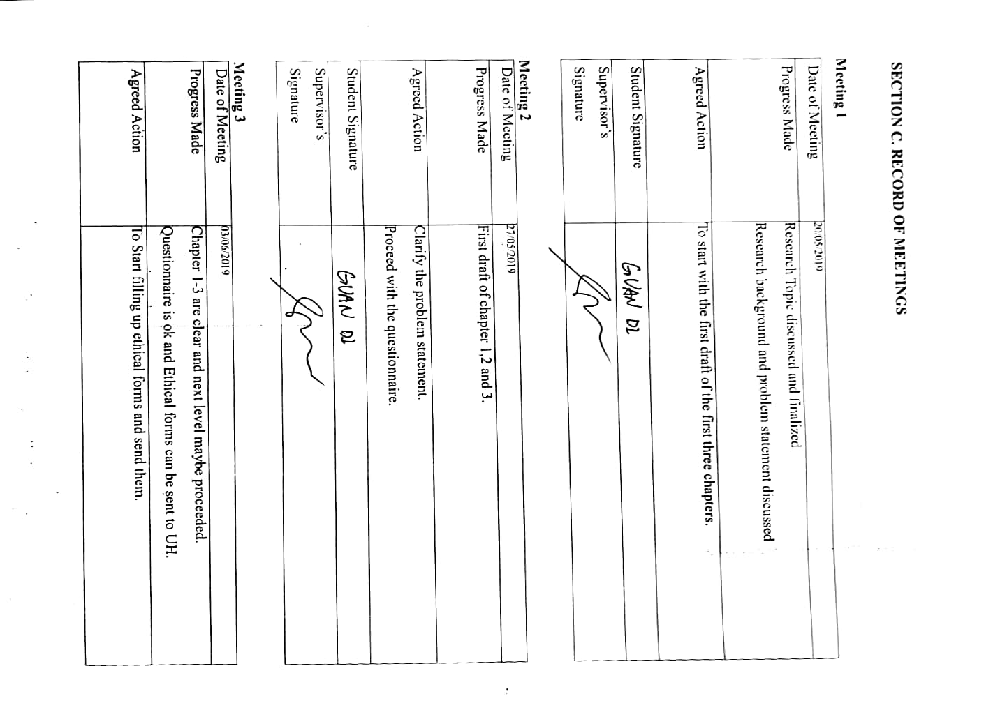 SECTION C. RECORD OF MEETINGS
Meeting 1
Date of Meeting 20/05/2019
Progress Made Research Topic discussed and finalized
Research background and problem statement discussed
Agreed Action To start with the first draft of the first three chapters.
Student Signature GUAN DI
Supervisor's
Signature
Meeting 2
Date of Meeting 27/05/2019
Progress Made First draft of chapter 1,2 and 3.
Agreed Action Clarify the problem statement.
Proceed with the questionnaire.
Student Signature GUAN DI
Supervisor's
Signature
Meeting 3
Date of Meeting 03/06/2019
Progress Made Chapter 1-3 are clear and next level maybe proceeded.
Questionnaire is ok and Ethical forms can be sent to UH.
Agreed Action To Start filling up ethical forms and send them.